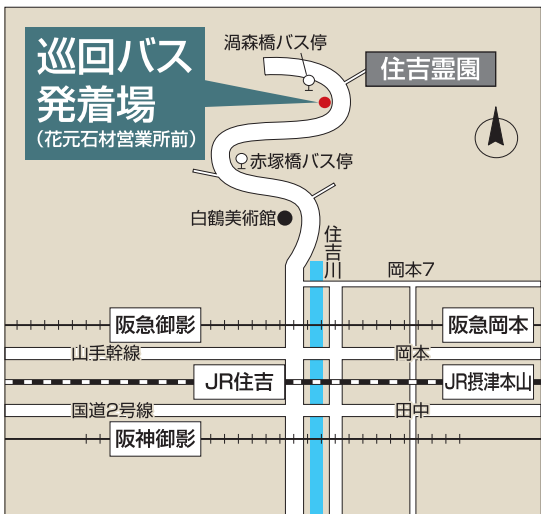 渦森橋バス停
巡回バス
発着場
（花元石材営業所前）
住吉霊園
赤塚橋バス停
白鶴美術館
住吉川
岡本7
阪急御影
阪急岡本
山手幹線
岡本
JR住吉
JR摂津本山
国道2号線
田中
阪神御影